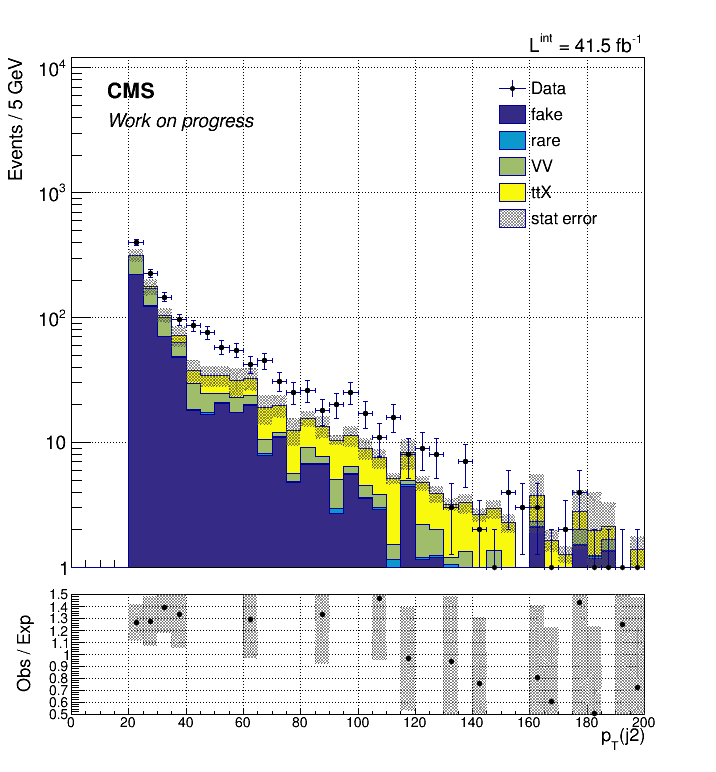 L^int = 41.5 fb^-1
Events / 5 GeV
10^4
10^3
10^2
10
1
CMS
Work on progress
Data
fake
rare
VV
ttX
stat error
Obs / Exp
1.5
1.4
1.3
1.2
1.1
1
0.9
0.8
0.7
0.6
0.5
0 20 40 60 80 100 120 140 160 180 200
p_T(j2)